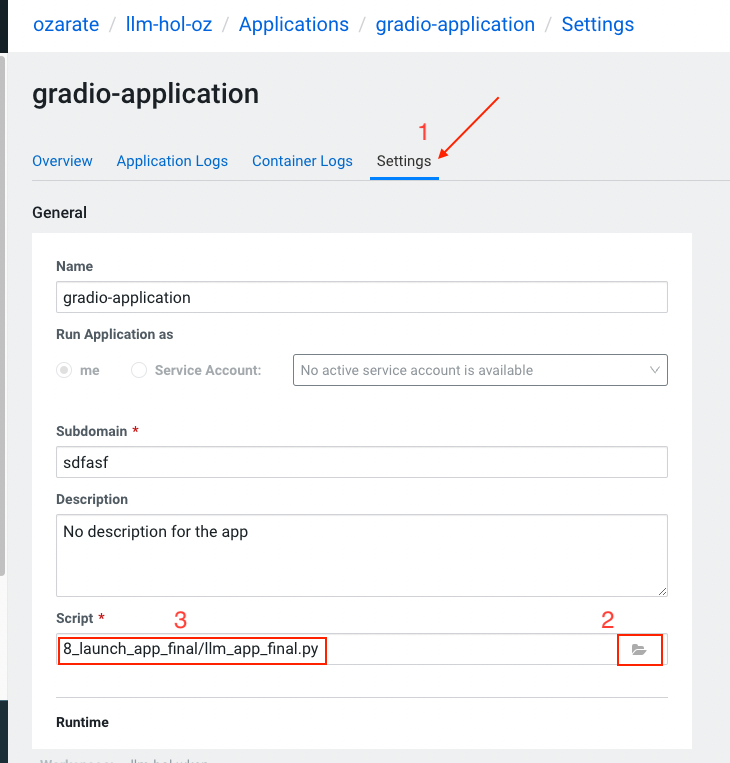 ozarate / llm-hol-oz / Applications / gradio-application / Settings
gradio-application
1
Overview Application Logs Container Logs Settings
General
Name
gradio-application
Run Application as
me Service Account: No active service account is available
Subdomain *
sdfasf
Description
No description for the app
Script * 3 2
8_launch_app_final/llm_app_final.py
Runtime